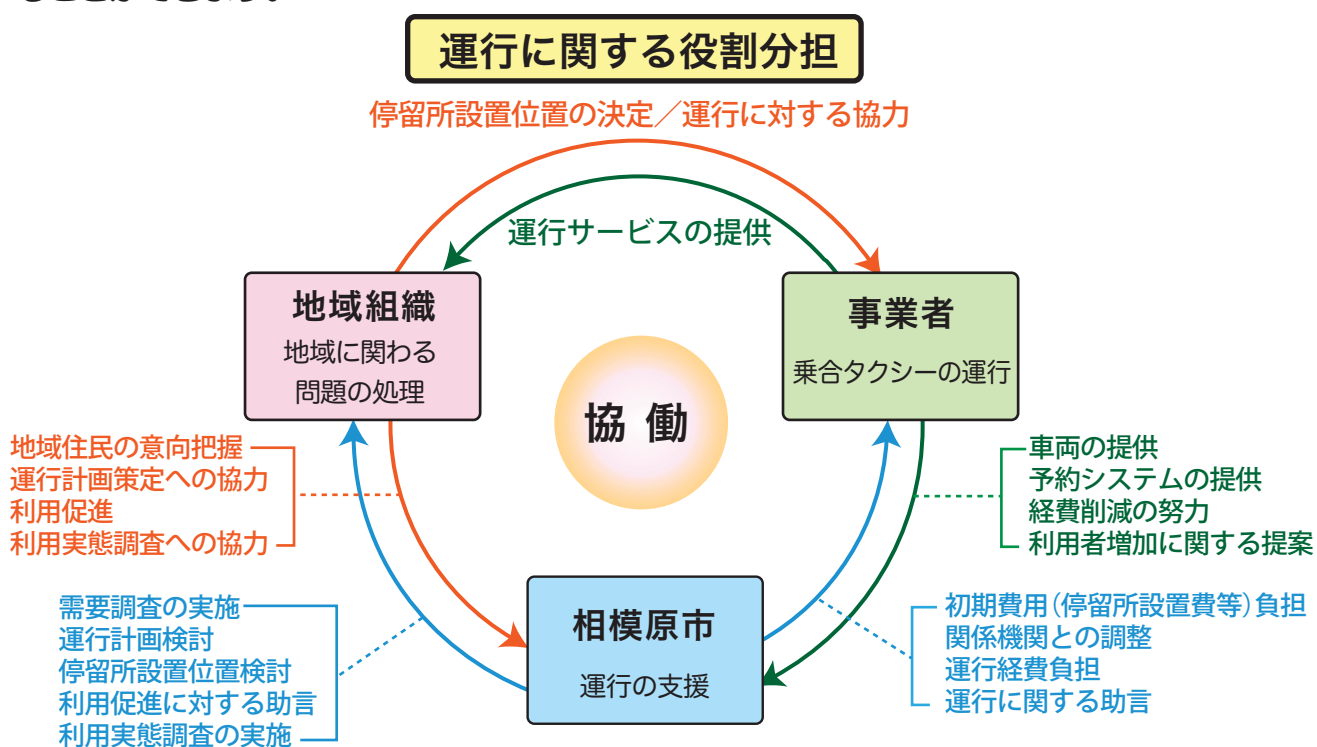 運行に関する役割分担
停留所設置位置の決定／運行に対する協力
運行サービスの提供
地域組織
地域に関わる
問題の処理
事業者
乗合タクシーの運行
協働
地域住民の意向把握
運行計画策定への協力
利用促進
利用実態調査への協力
車両の提供
予約システムの提供
経費削減の努力
利用者増加に関する提案
需要調査の実施
運行計画検討
停留所設置位置検討
利用促進に対する助言
利用実態調査の実施
相模原市
運行の支援
初期費用（停留所設置費等）負担
関係機関との調整
運行経費負担
運行に関する助言